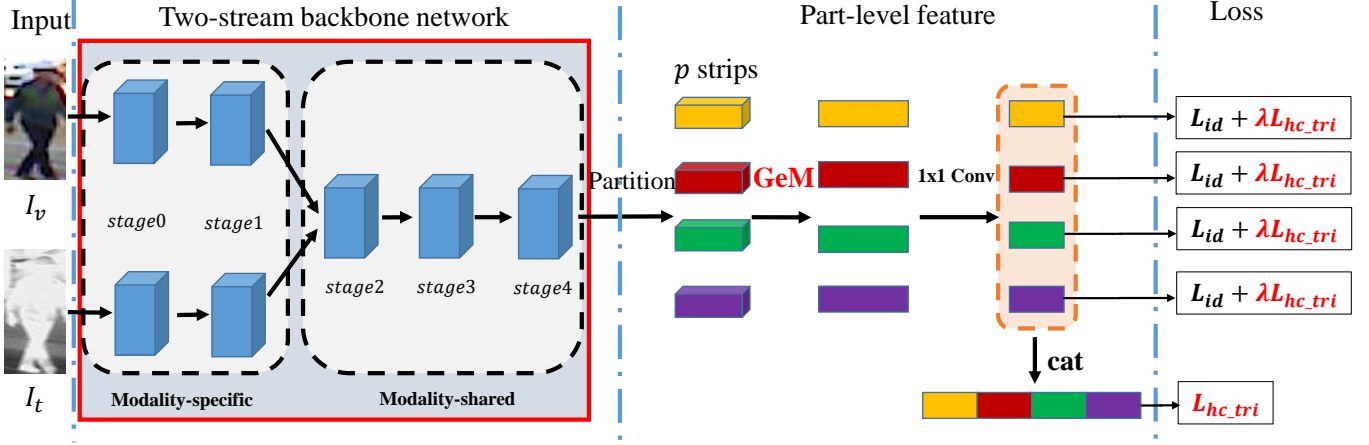 Input
Two-stream backbone network
Part-level feature
Loss
I_v
I_t
stage0
stage1
stage2
stage3
stage4
Modality-specific
Modality-shared
Partition
p strips
GeM
1x1 Conv
cat
L_id + λL_hc_tri
L_id + λL_hc_tri
L_id + λL_hc_tri
L_id + λL_hc_tri
L_hc_tri